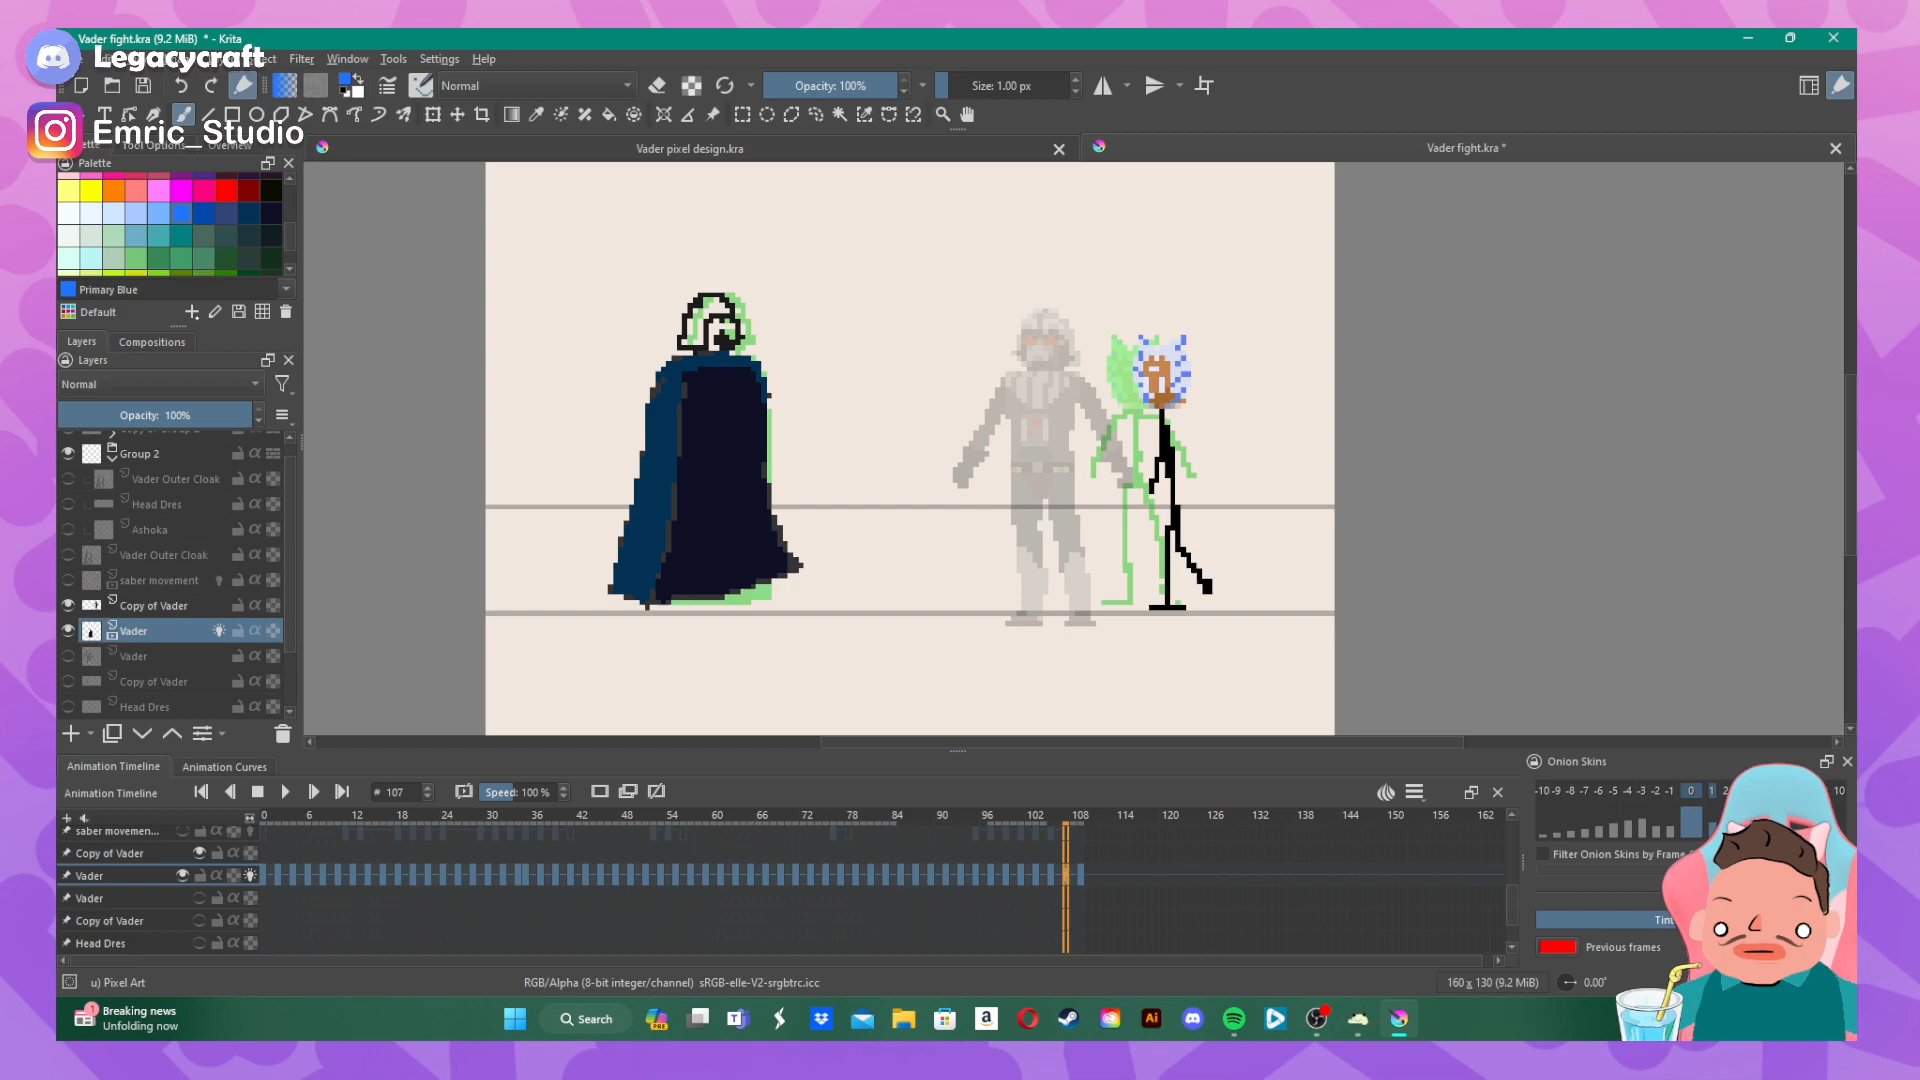 Vader fight.kra (9.2 MiB) * - Krita
Legacycraft
Filter Window Tools Settings Help
Normal
Opacity: 100%
Size: 1.00 px
Emric_ Studio
Tool Options Overview
Vader pixel design.kra
Vader fight.kra *
Palette
Primary Blue
Default
Layers Compositions
Layers
Normal
Opacity: 100%
Group 2
Vader Outer Cloak
Head Dres
Ashoka
Vader Outer Cloak
saber movement
Copy of Vader
Vader
Vader
Copy of Vader
Head Dres
Animation Timeline Animation Curves
Onion Skins
Animation Timeline
# 107
Speed: 100 %
-10 -9 -8 -7 -6 -5 -4 -3 -2 -1 0 1 2 10
0 6 12 18 24 30 36 42 48 54 60 66 72 78 84 90 96 102 108 114 120 126 132 138 144 150 156 162
saber movemen...
Copy of Vader
Filter Onion Skins by Frame
Vader
Vader
Copy of Vader
Head Dres
Previous frames
u) Pixel Art
RGB/Alpha (8-bit integer/channel) sRGB-elle-V2-srgbtrc.icc
160 x 130 (9.2 MiB)
0.00°
1
Breaking news
Unfolding now
Search
PRE
Ai